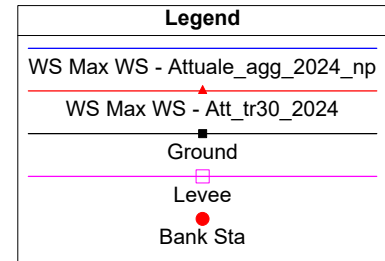 Legend
WS Max WS - Attuale_agg_2024_np
WS Max WS - Att_tr30_2024
Ground
Levee
Bank Sta